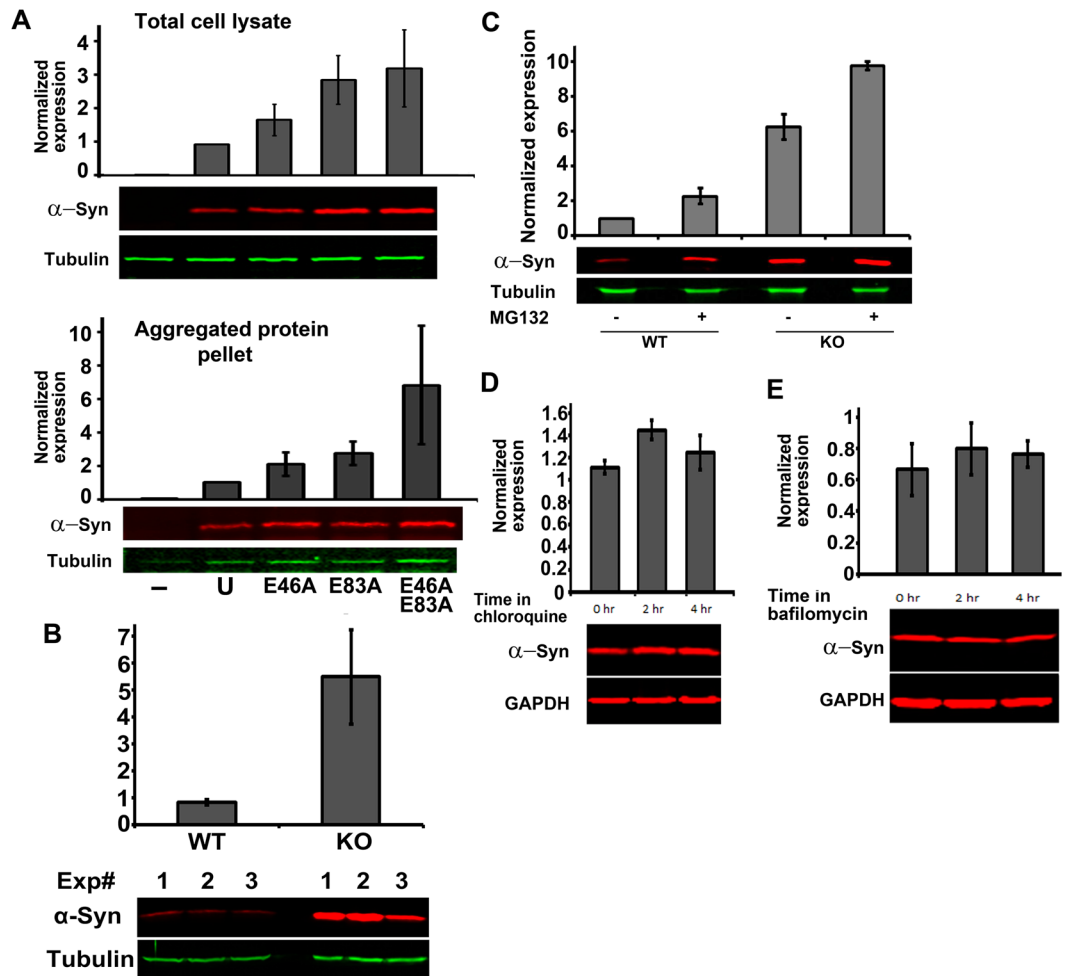 A
Total cell lysate
Normalized
expression
4
3
2
1
0
α–Syn
Tubulin
Aggregated protein
pellet
Normalized
expression
10
8
6
4
2
0
α–Syn
Tubulin
– U E46A E83A E46A
E83A
B
7
6
5
4
3
2
1
0
WT KO
Exp# 1 2 3 1 2 3
α-Syn
Tubulin
C
Normalized expression
10
8
6
4
2
0
α–Syn
Tubulin
MG132 - + - +
WT KO
D
Normalized
expression
1.6
1.4
1.2
1
0.8
0.6
0.4
0.2
0
Time in
chloroquine
0 hr 2 hr 4 hr
α–Syn
GAPDH
E
Normalized
expression
1
0.8
0.6
0.4
0.2
0
Time in
bafilomycin
0 hr 2 hr 4 hr
α–Syn
GAPDH